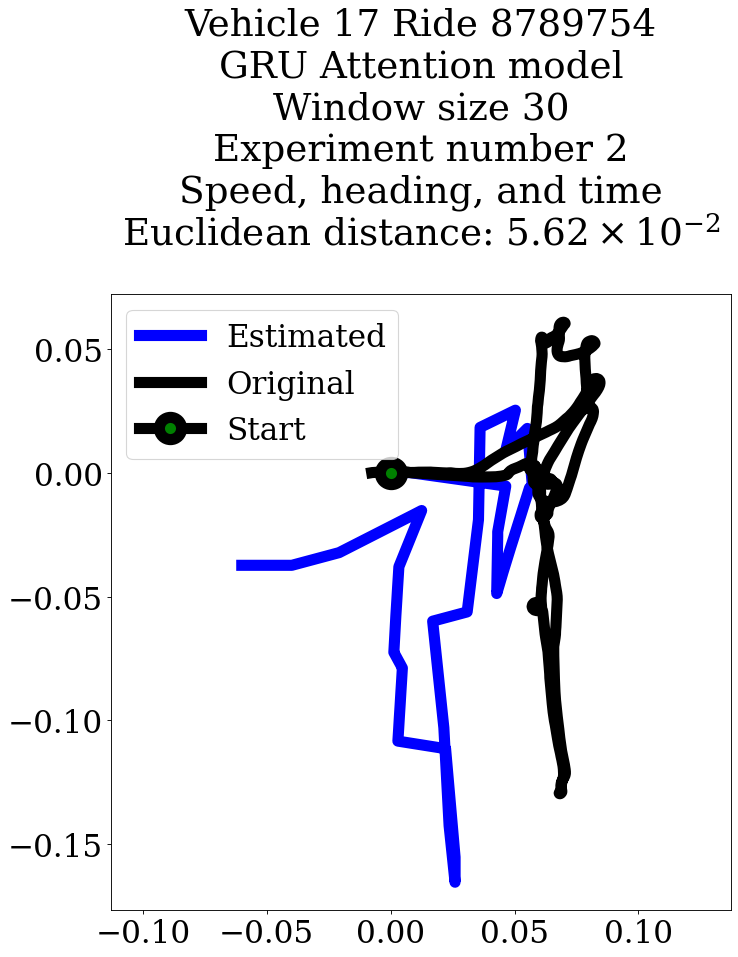 Vehicle 17 Ride 8789754
GRU Attention model
Window size 30
Experiment number 2
Speed, heading, and time
Euclidean distance: 5.62 × 10⁻²
Estimated
Original
Start
0.05
0.00
−0.05
−0.10
−0.15
−0.10 −0.05 0.00 0.05 0.10